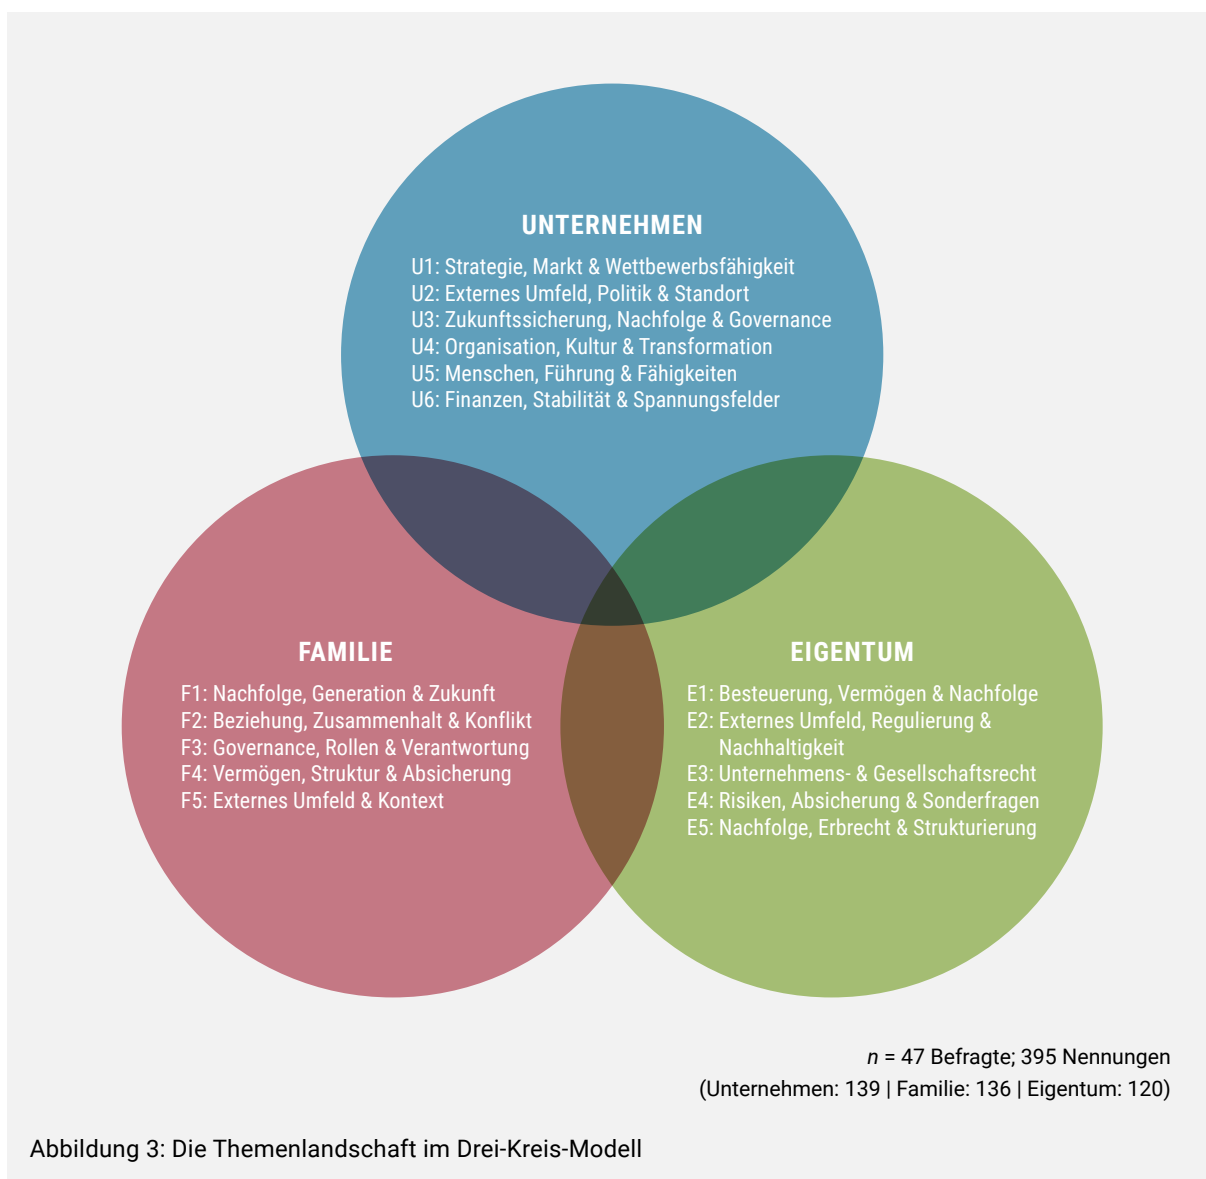 UNTERNEHMEN
U1: Strategie, Markt & Wettbewerbsfähigkeit
U2: Externes Umfeld, Politik & Standort
U3: Zukunftssicherung, Nachfolge & Governance
U4: Organisation, Kultur & Transformation
U5: Menschen, Führung & Fähigkeiten
U6: Finanzen, Stabilität & Spannungsfelder
FAMILIE
F1: Nachfolge, Generation & Zukunft
F2: Beziehung, Zusammenhalt & Konflikt
F3: Governance, Rollen & Verantwortung
F4: Vermögen, Struktur & Absicherung
F5: Externes Umfeld & Kontext
EIGENTUM
E1: Besteuerung, Vermögen & Nachfolge
E2: Externes Umfeld, Regulierung &
Nachhaltigkeit
E3: Unternehmens- & Gesellschaftsrecht
E4: Risiken, Absicherung & Sonderfragen
E5: Nachfolge, Erbrecht & Strukturierung
n = 47 Befragte; 395 Nennungen
(Unternehmen: 139 | Familie: 136 | Eigentum: 120)
Abbildung 3: Die Themenlandschaft im Drei-Kreis-Modell